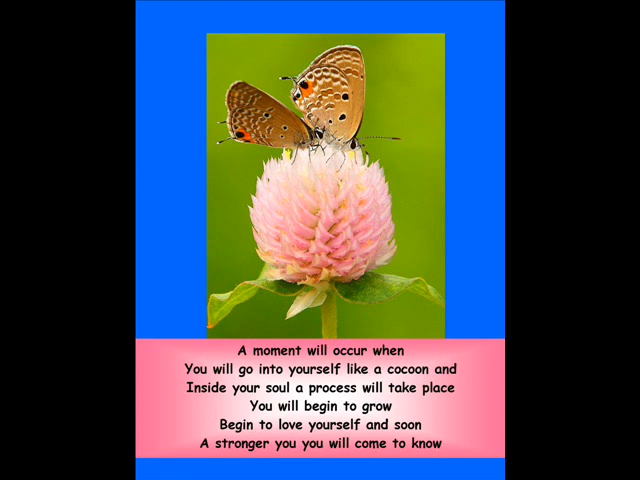 A moment will occur when
You will go into yourself like a cocoon and
Inside your soul a process will take place
You will begin to grow
Begin to love yourself and soon
A stronger you you will come to know